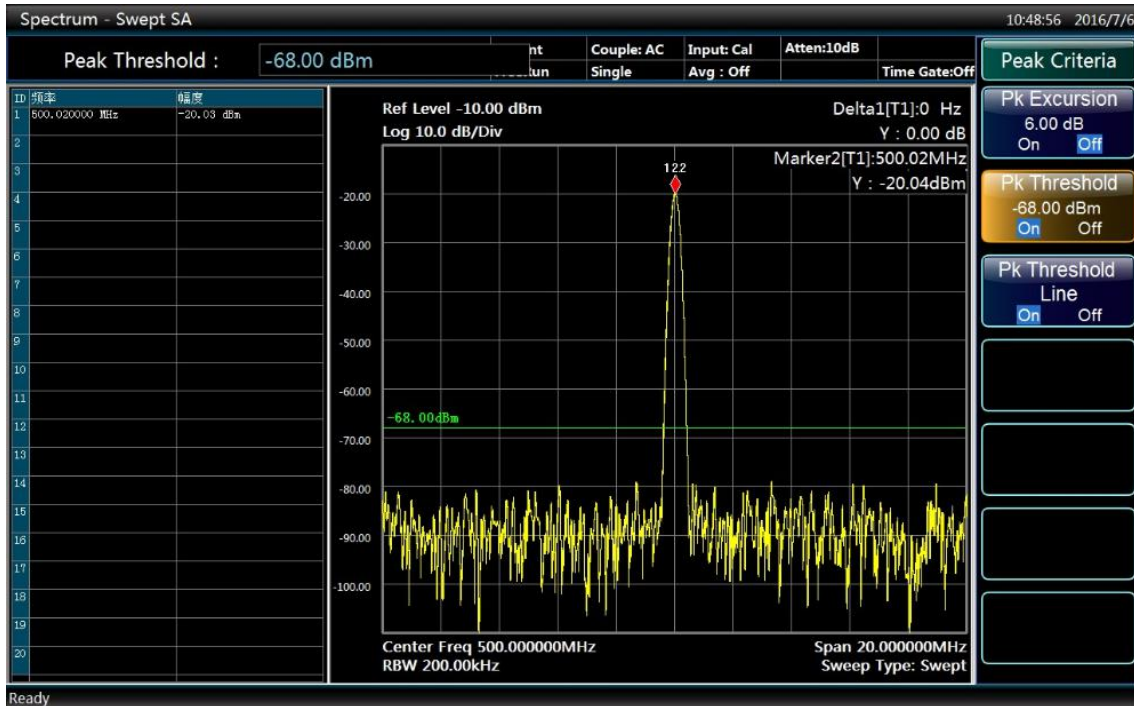 Spectrum - Swept SA
10:48:56 2016/7/6
Peak Threshold :
-68.00 dBm
Couple: AC
Input: Cal
Atten:10dB
Single
Avg : Off
Time Gate:Off
ID 频率 幅度
1 500.020000 MHz -20.03 dBm
2
3
4
5
6
7
8
9
10
11
12
13
14
15
16
17
18
19
20
Ref Level -10.00 dBm
Log 10.0 dB/Div
Delta1[T1]:0 Hz
Y : 0.00 dB
Marker2[T1]:500.02MHz
Y : -20.04dBm
122
-20.00
-30.00
-40.00
-50.00
-60.00
-68.00dBm
-70.00
-80.00
-90.00
-100.00
Center Freq 500.000000MHz
Span 20.000000MHz
RBW 200.00kHz
Sweep Type: Swept
Peak Criteria
Pk Excursion
6.00 dB
On Off
Pk Threshold
-68.00 dBm
On Off
Pk Threshold
Line
On Off
Ready